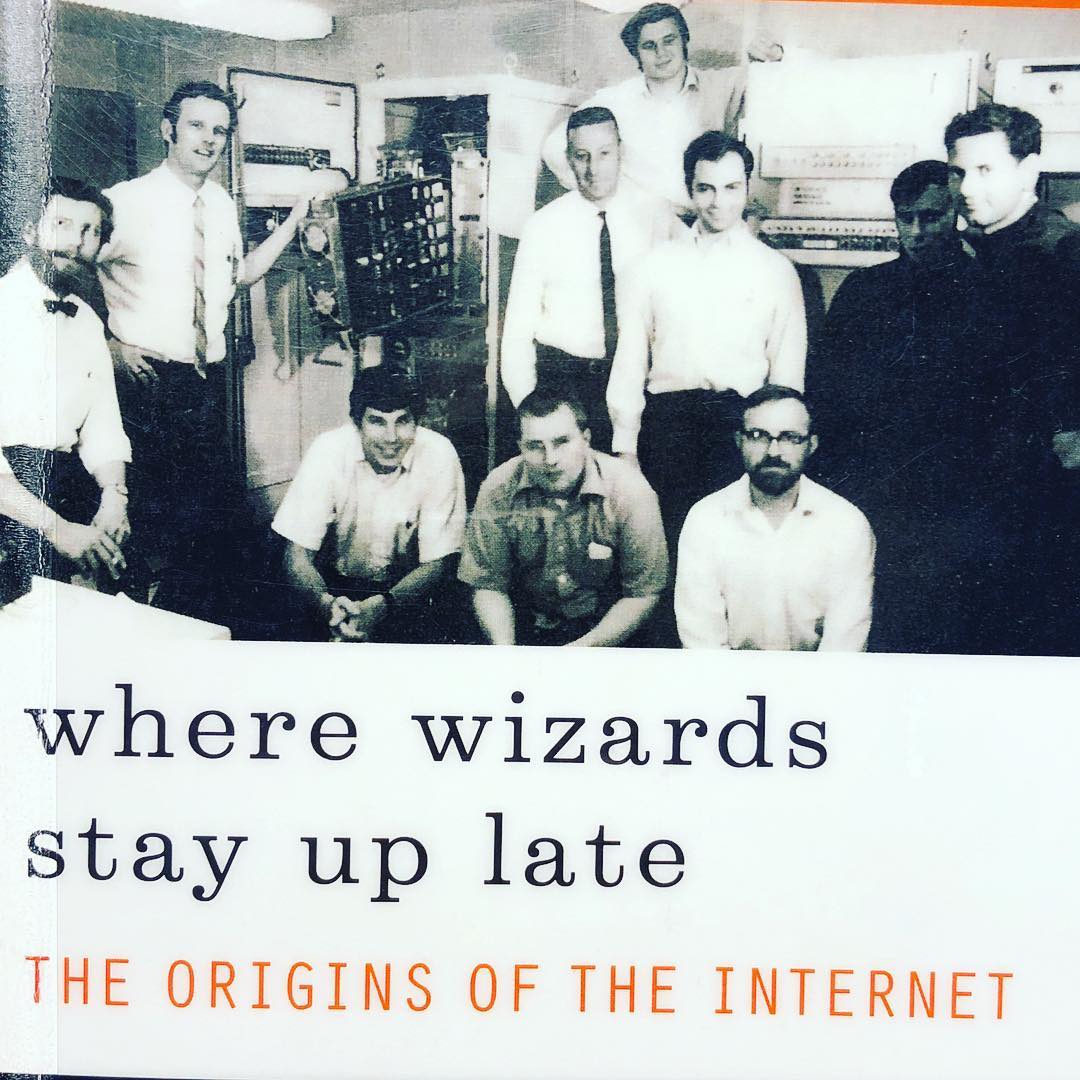 where wizards
stay up late
THE ORIGINS OF THE INTERNET